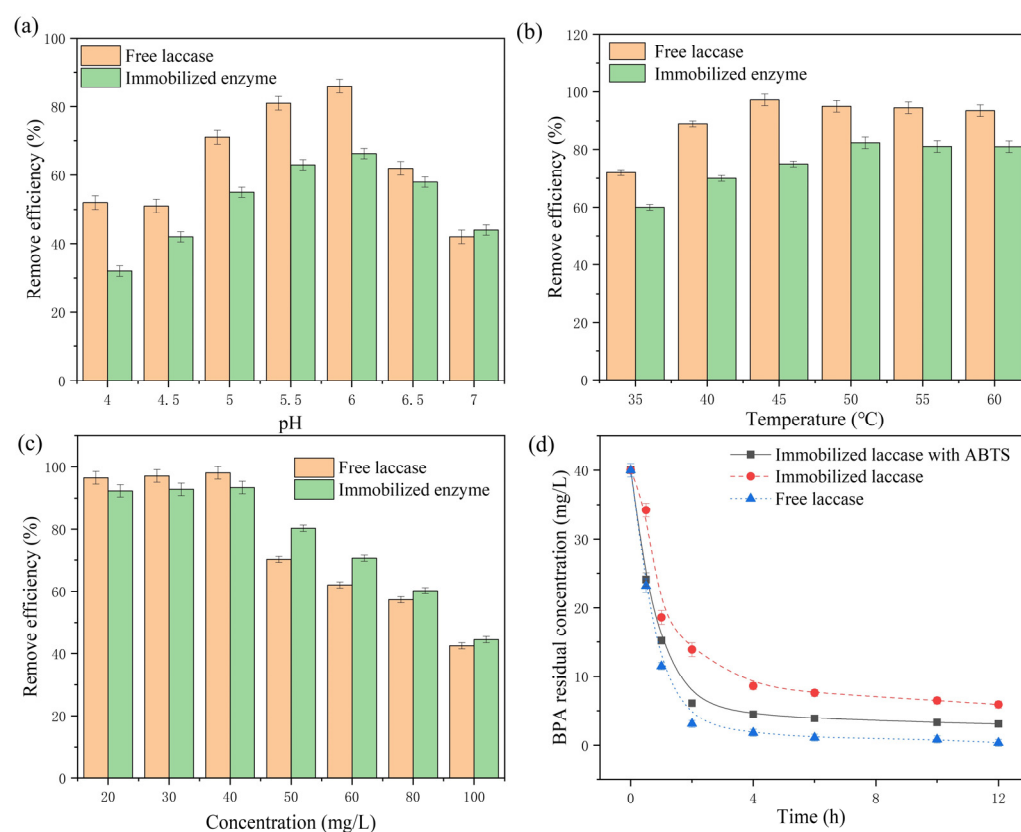 (a)
Free laccase
Immobilized enzyme
Remove efficiency (%)
100
80
60
40
20
0
4 4.5 5 5.5 6 6.5 7
pH
(b)
Free laccase
Immobilized enzyme
Remove efficiency (%)
120
100
80
60
40
20
0
35 40 45 50 55 60
Temperature (℃)
(c)
Free laccase
Immobilized enzyme
Remove efficiency (%)
100
80
60
40
20
0
20 30 40 50 60 80 100
Concentration (mg/L)
(d)
Immobilized laccase with ABTS
Immobilized laccase
Free laccase
BPA residual concentration (mg/L)
40
30
20
10
0
0 4 8 12
Time (h)